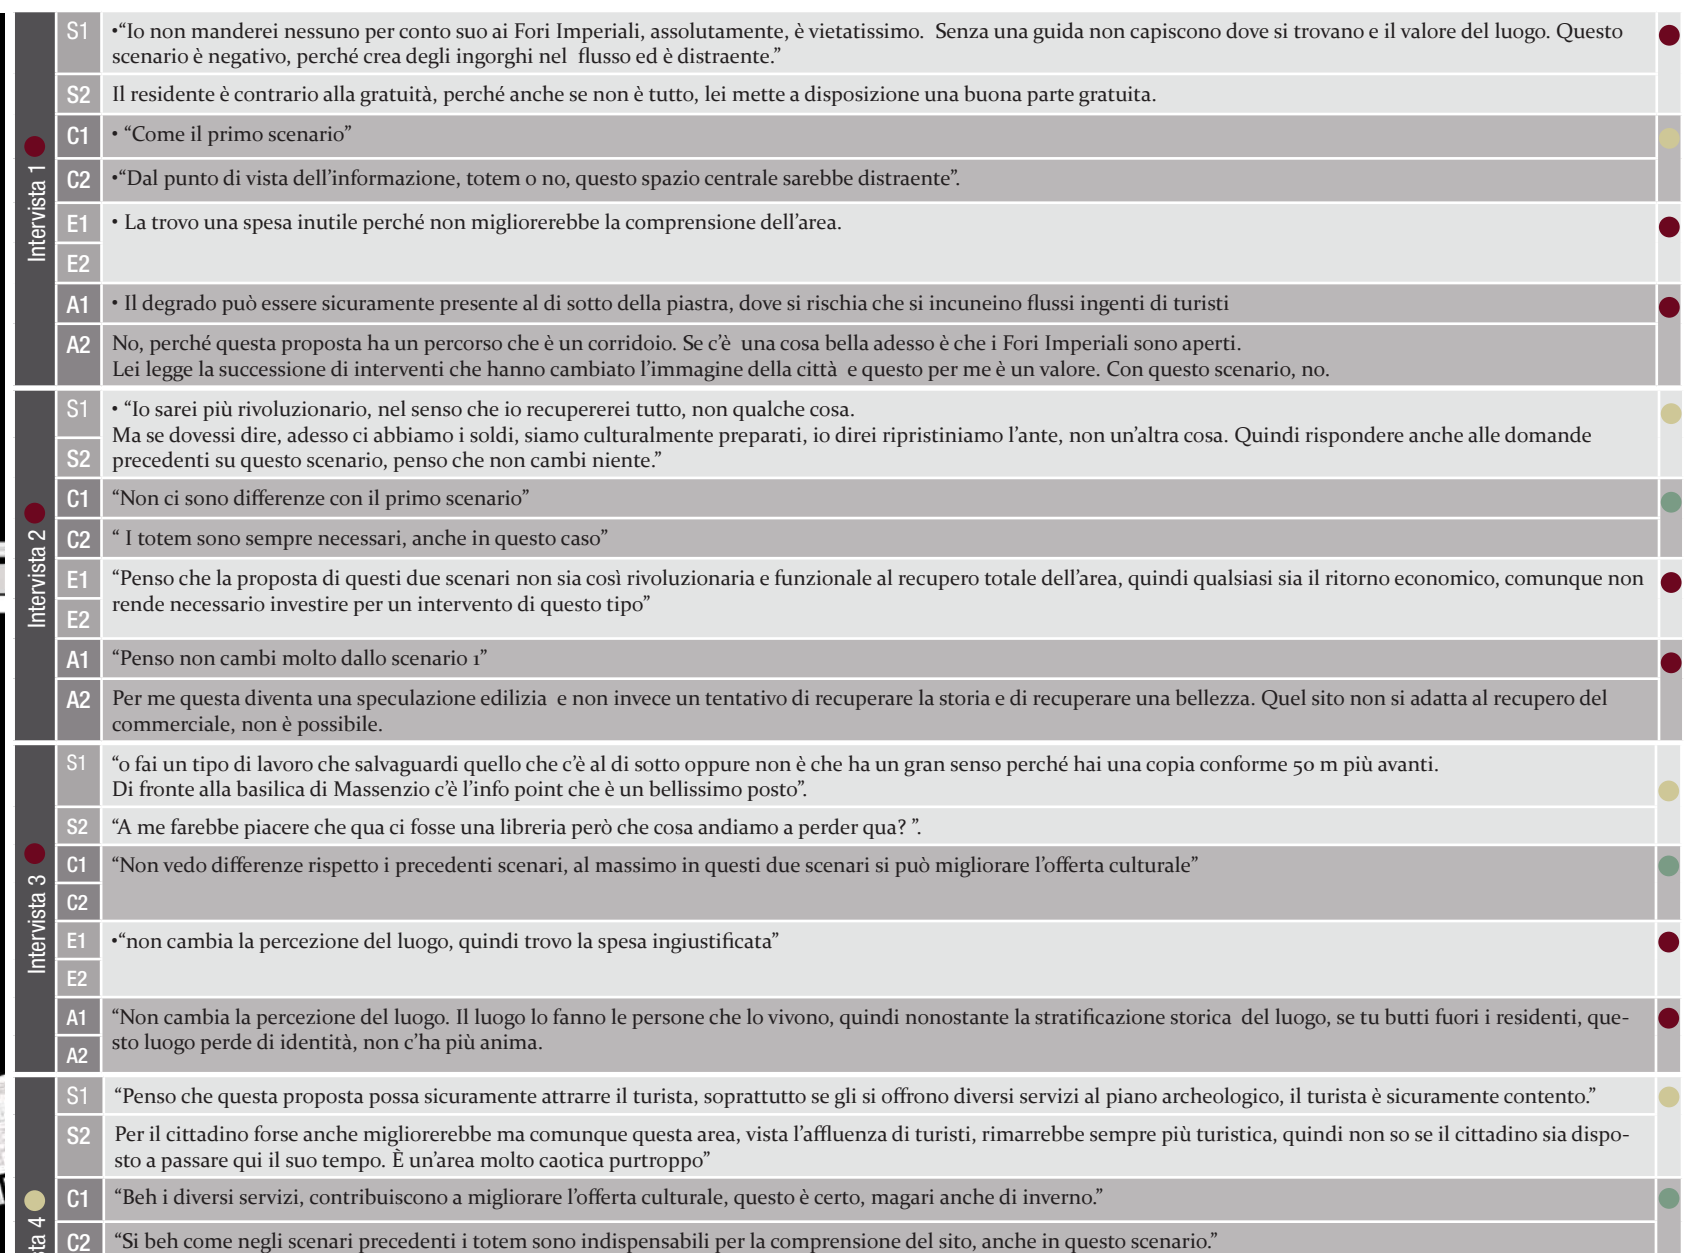 Intervista 1
S1
•“Io non manderei nessuno per conto suo ai Fori Imperiali, assolutamente, è vietatissimo.  Senza una guida non capiscono dove si trovano e il valore del luogo. Questo
scenario è negativo, perché crea degli ingorghi nel  flusso ed è distraente.”
S2
Il residente è contrario alla gratuità, perché anche se non è tutto, lei mette a disposizione una buona parte gratuita.
C1
• “Come il primo scenario”
C2
•“Dal punto di vista dell’informazione, totem o no, questo spazio centrale sarebbe distraente”.
E1
• La trovo una spesa inutile perché non migliorerebbe la comprensione dell’area.
E2
A1
• Il degrado può essere sicuramente presente al di sotto della piastra, dove si rischia che si incuneino flussi ingenti di turisti
A2
No, perché questa proposta ha un percorso che è un corridoio. Se c’è  una cosa bella adesso è che i Fori Imperiali sono aperti.
Lei legge la successione di interventi che hanno cambiato l’immagine della città  e questo per me è un valore. Con questo scenario, no.
Intervista 2
S1
• “Io sarei più rivoluzionario, nel senso che io recupererei tutto, non qualche cosa.
Ma se dovessi dire, adesso ci abbiamo i soldi, siamo culturalmente preparati, io direi ripristiniamo l’ante, non un’altra cosa. Quindi rispondere anche alle domande
S2
precedenti su questo scenario, penso che non cambi niente.”
C1
“Non ci sono differenze con il primo scenario”
C2
“ I totem sono sempre necessari, anche in questo caso”
E1
“Penso che la proposta di questi due scenari non sia così rivoluzionaria e funzionale al recupero totale dell’area, quindi qualsiasi sia il ritorno economico, comunque non
rende necessario investire per un intervento di questo tipo”
E2
A1
“Penso non cambi molto dallo scenario 1”
A2
Per me questa diventa una speculazione edilizia  e non invece un tentativo di recuperare la storia e di recuperare una bellezza. Quel sito non si adatta al recupero del
commerciale, non è possibile.
Intervista 3
S1
“o fai un tipo di lavoro che salvaguardi quello che c’è al di sotto oppure non è che ha un gran senso perché hai una copia conforme 50 m più avanti.
Di fronte alla basilica di Massenzio c’è l’info point che è un bellissimo posto”.
S2
“A me farebbe piacere che qua ci fosse una libreria però che cosa andiamo a perder qua? ”.
C1
“Non vedo differenze rispetto i precedenti scenari, al massimo in questi due scenari si può migliorare l’offerta culturale”
C2
E1
•“non cambia la percezione del luogo, quindi trovo la spesa ingiustificata”
E2
A1
“Non cambia la percezione del luogo. Il luogo lo fanno le persone che lo vivono, quindi nonostante la stratificazione storica  del luogo, se tu butti fuori i residenti, que-
sto luogo perde di identità, non c’ha più anima.
A2
sta 4
S1
“Penso che questa proposta possa sicuramente attrarre il turista, soprattutto se gli si offrono diversi servizi al piano archeologico, il turista è sicuramente contento.”
S2
Per il cittadino forse anche migliorerebbe ma comunque questa area, vista l’affluenza di turisti, rimarrebbe sempre più turistica, quindi non so se il cittadino sia dispo-
sto a passare qui il suo tempo. È un’area molto caotica purtroppo”
C1
“Beh i diversi servizi, contribuiscono a migliorare l’offerta culturale, questo è certo, magari anche di inverno.”
C2
“Si beh come negli scenari precedenti i totem sono indispensabili per la comprensione del sito, anche in questo scenario.”